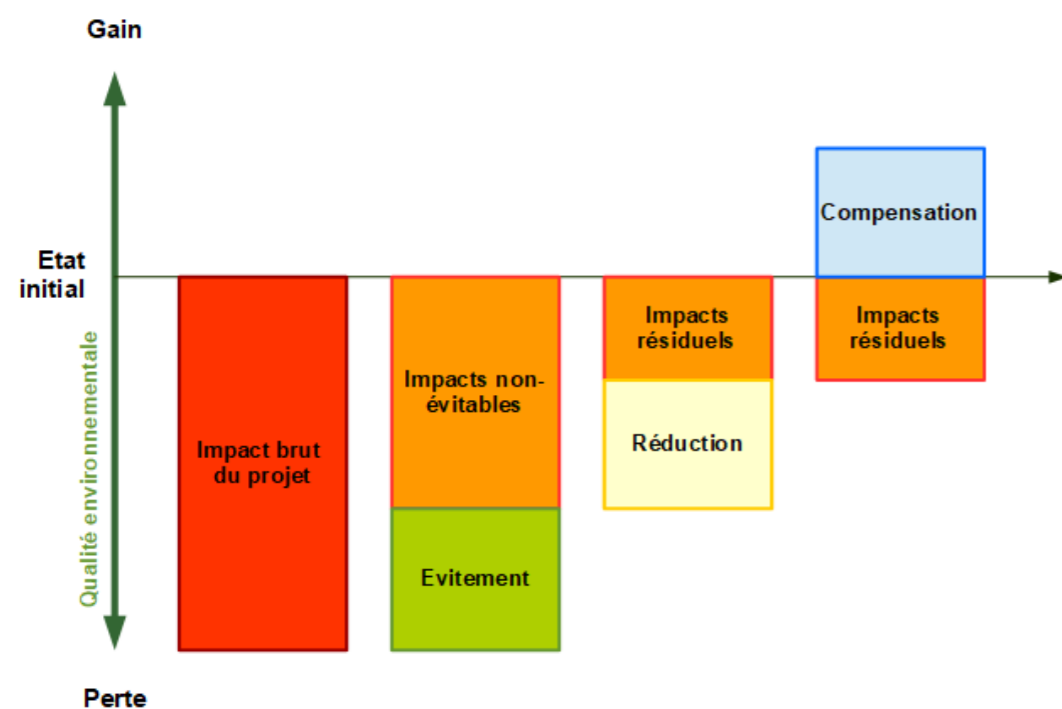 Gain
Etat
initial
Perte
Qualité environnementale
Impact brut
du projet
Impacts non-
évitables
Evitement
Impacts
résiduels
Réduction
Compensation
Impacts
résiduels